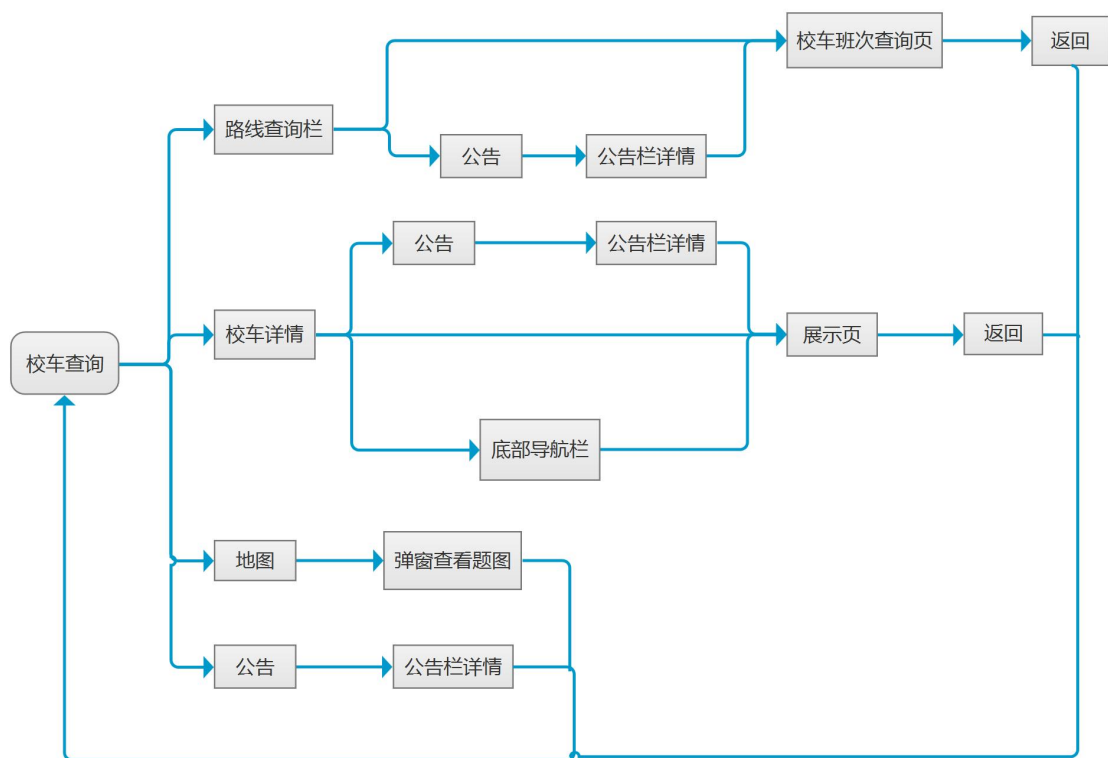 校车班次查询页
返回
路线查询栏
公告
公告栏详情
公告
公告栏详情
校车详情
展示页
返回
校车查询
底部导航栏
地图
弹窗查看题图
公告
公告栏详情